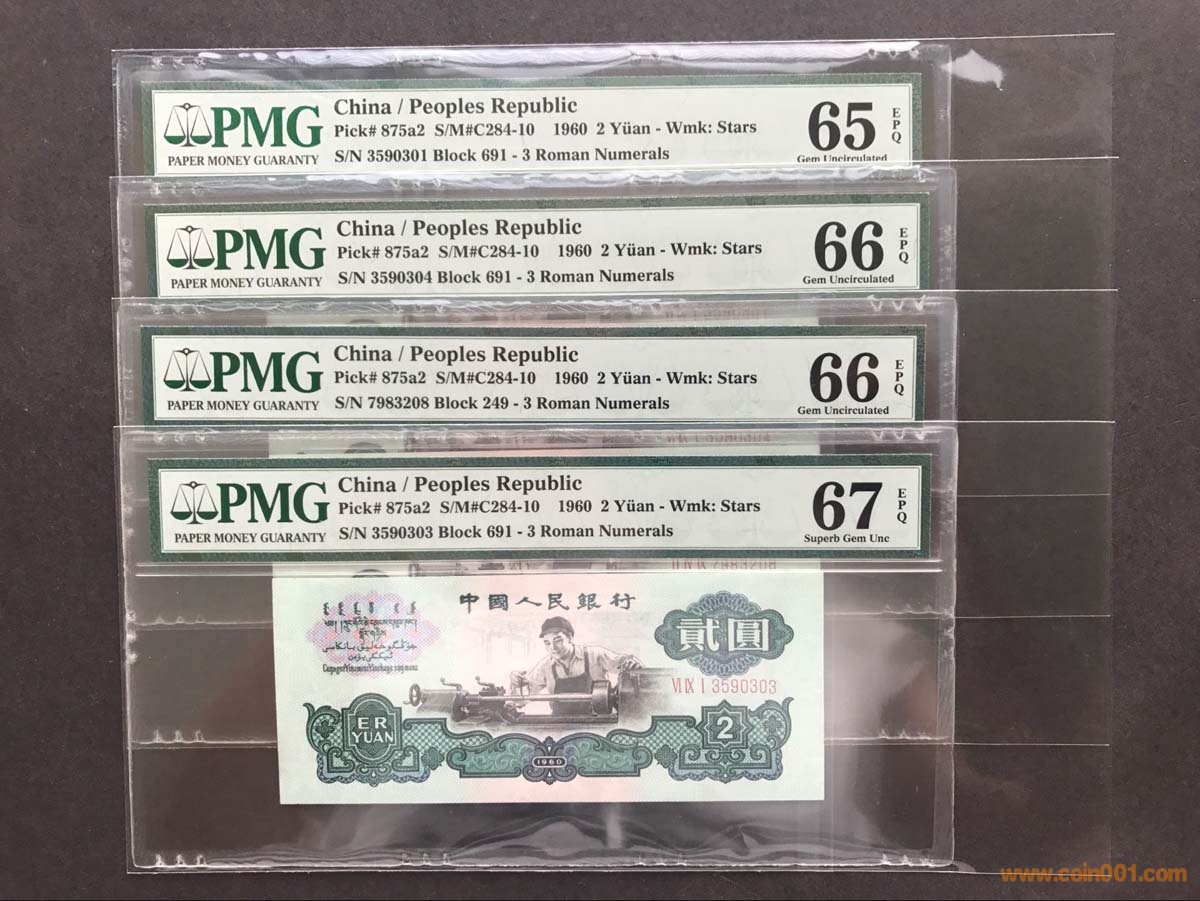 PMG
PAPER MONEY GUARANTY
China / Peoples Republic
Pick# 875a2 S/M#C284-10 1960 2 Yüan - Wmk: Stars
S/N 3590301 Block 691 - 3 Roman Numerals
65 EPQ
Gem Uncirculated
PMG
PAPER MONEY GUARANTY
China / Peoples Republic
Pick# 875a2 S/M#C284-10 1960 2 Yüan - Wmk: Stars
S/N 3590304 Block 691 - 3 Roman Numerals
66 EPQ
Gem Uncirculated
PMG
PAPER MONEY GUARANTY
China / Peoples Republic
Pick# 875a2 S/M#C284-10 1960 2 Yüan - Wmk: Stars
S/N 7983208 Block 249 - 3 Roman Numerals
66 EPQ
Gem Uncirculated
PMG
PAPER MONEY GUARANTY
China / Peoples Republic
Pick# 875a2 S/M#C284-10 1960 2 Yüan - Wmk: Stars
S/N 3590303 Block 691 - 3 Roman Numerals
67 EPQ
Superb Gem Unc
II IV IX 7983208
中國人民銀行
貳圓
VI IX I 3590303
ER
YUAN
2
1960
www.coin001.com